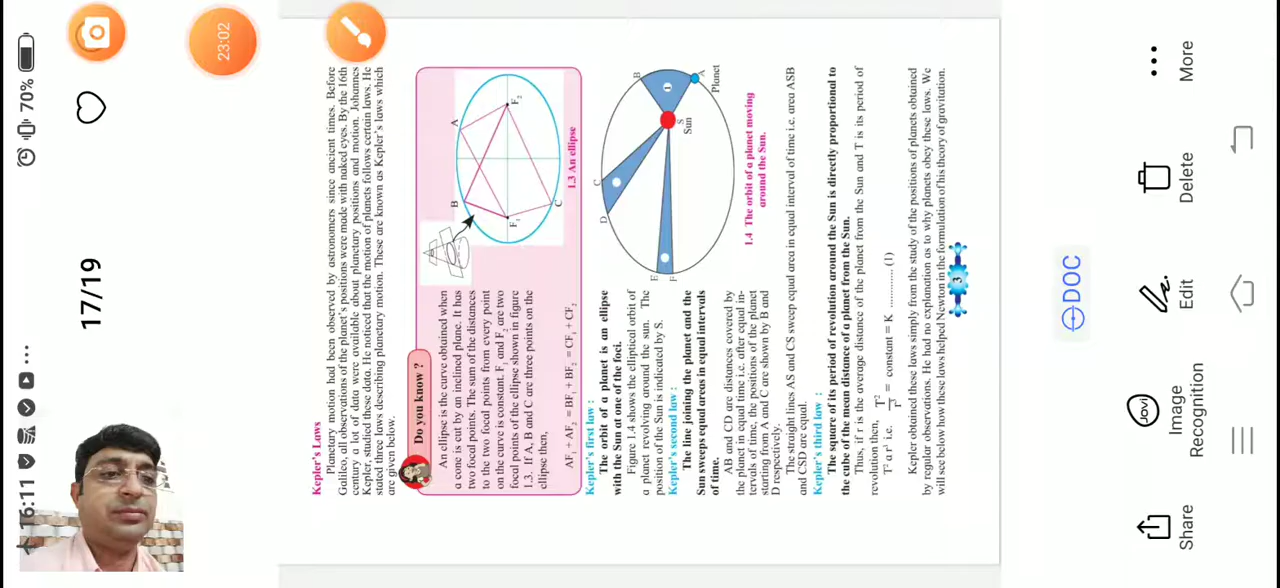 16:11
70%
17/19
23:02
Kepler's Laws
Planetary motion had been observed by astronomers since ancient times. Before
Galileo, all observations of the planet's positions were made with naked eyes. By the 16th
century a lot of data were available about planetary positions and motion. Johannes
Kepler, studied these data. He noticed that the motion of planets follows certain laws. He
stated three laws describing planetary motion. These are known as Kepler's laws which
are given below.
Do you know ?
An ellipse is the curve obtained when
a cone is cut by an inclined plane. It has
two focal points. The sum of the distances
to the two focal points from every point
on the curve is constant. F₁ and F₂ are two
focal points of the ellipse shown in figure
1.3. If A, B and C are three points on the
ellipse then,
AF₁ + AF₂ = BF₁ + BF₂ = CF₁ + CF₂
A
B
C
F₁
F₂
1.3 An ellipse
Kepler's first law :
The orbit of a planet is an ellipse
with the Sun at one of the foci.
Figure 1.4 shows the elliptical orbit of
a planet revolving around the sun. The
position of the Sun is indicated by S.
Kepler's second law :
The line joining the planet and the
Sun sweeps equal areas in equal intervals
of time.
AB and CD are distances covered by
the planet in equal time i.e. after equal in-
tervals of time, the positions of the planet
starting from A and C are shown by B and
D respectively.
B
A
Planet
C
D
S
Sun
E
F
1.4 The orbit of a planet moving
around the Sun.
The straight lines AS and CS sweep equal area in equal interval of time i.e. area ASB
and CSD are equal.
Kepler's third law :
The square of its period of revolution around the Sun is directly proportional to
the cube of the mean distance of a planet from the Sun.
Thus, if r is the average distance of the planet from the Sun and T is its period of
revolution then,
T² α r³ i.e. T²/r³ = constant = K ............. (1)
Kepler obtained these laws simply from the study of the positions of planets obtained
by regular observations. He had no explanation as to why planets obey these laws. We
will see below how these laws helped Newton in the formulation of his theory of gravitation.
3
DOC
Share
Jovi
Image
Recognition
Edit
Delete
More